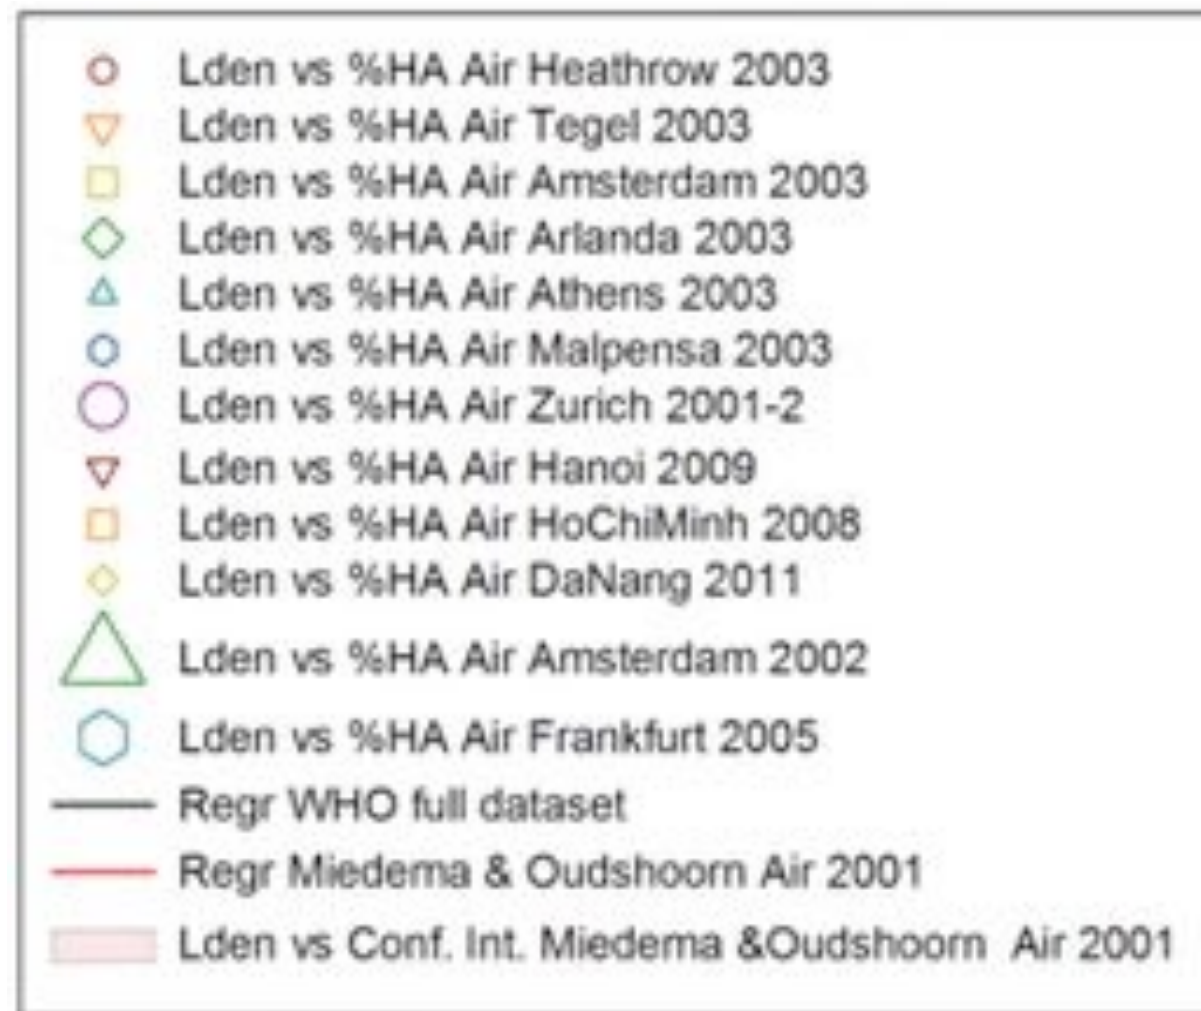 Lden vs %HA Air Heathrow 2003
Lden vs %HA Air Tegel 2003
Lden vs %HA Air Amsterdam 2003
Lden vs %HA Air Arlanda 2003
Lden vs %HA Air Athens 2003
Lden vs %HA Air Malpensa 2003
Lden vs %HA Air Zurich 2001-2
Lden vs %HA Air Hanoi 2009
Lden vs %HA Air HoChiMinh 2008
Lden vs %HA Air DaNang 2011
Lden vs %HA Air Amsterdam 2002
Lden vs %HA Air Frankfurt 2005
Regr WHO full dataset
Regr Miedema & Oudshoorn Air 2001
Lden vs Conf. Int. Miedema &Oudshoorn  Air 2001